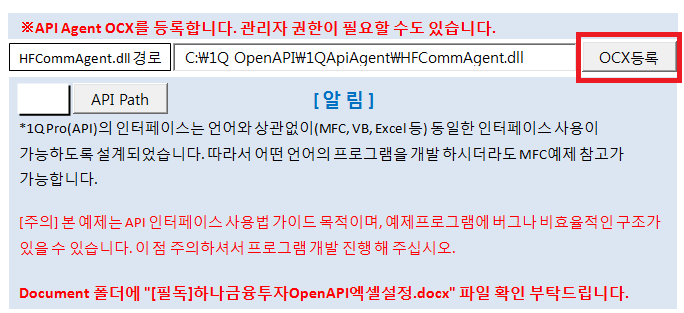 ※API Agent OCX를 등록합니다. 관리자 권한이 필요할 수도 있습니다.
HFCommAgent.dll 경로 C:\1Q OpenAPI\1QApiAgent\HFCommAgent.dll OCX등록
API Path [ 알 림 ]
*1Q Pro(API)의 인터페이스는 언어와 상관없이(MFC, VB, Excel 등) 동일한 인터페이스 사용이
가능하도록 설계되었습니다. 따라서 어떤 언어의 프로그램을 개발 하시더라도 MFC예제 참고가
가능합니다.
[주의] 본 예제는 API 인터페이스 사용법 가이드 목적이며, 예제프로그램에 버그나 비효율적인 구조가
있을 수 있습니다. 이 점 주의하셔서 프로그램 개발 진행 해 주십시오.
Document 폴더에 "[필독]하나금융투자OpenAPI엑셀설정.docx" 파일 확인 부탁드립니다.